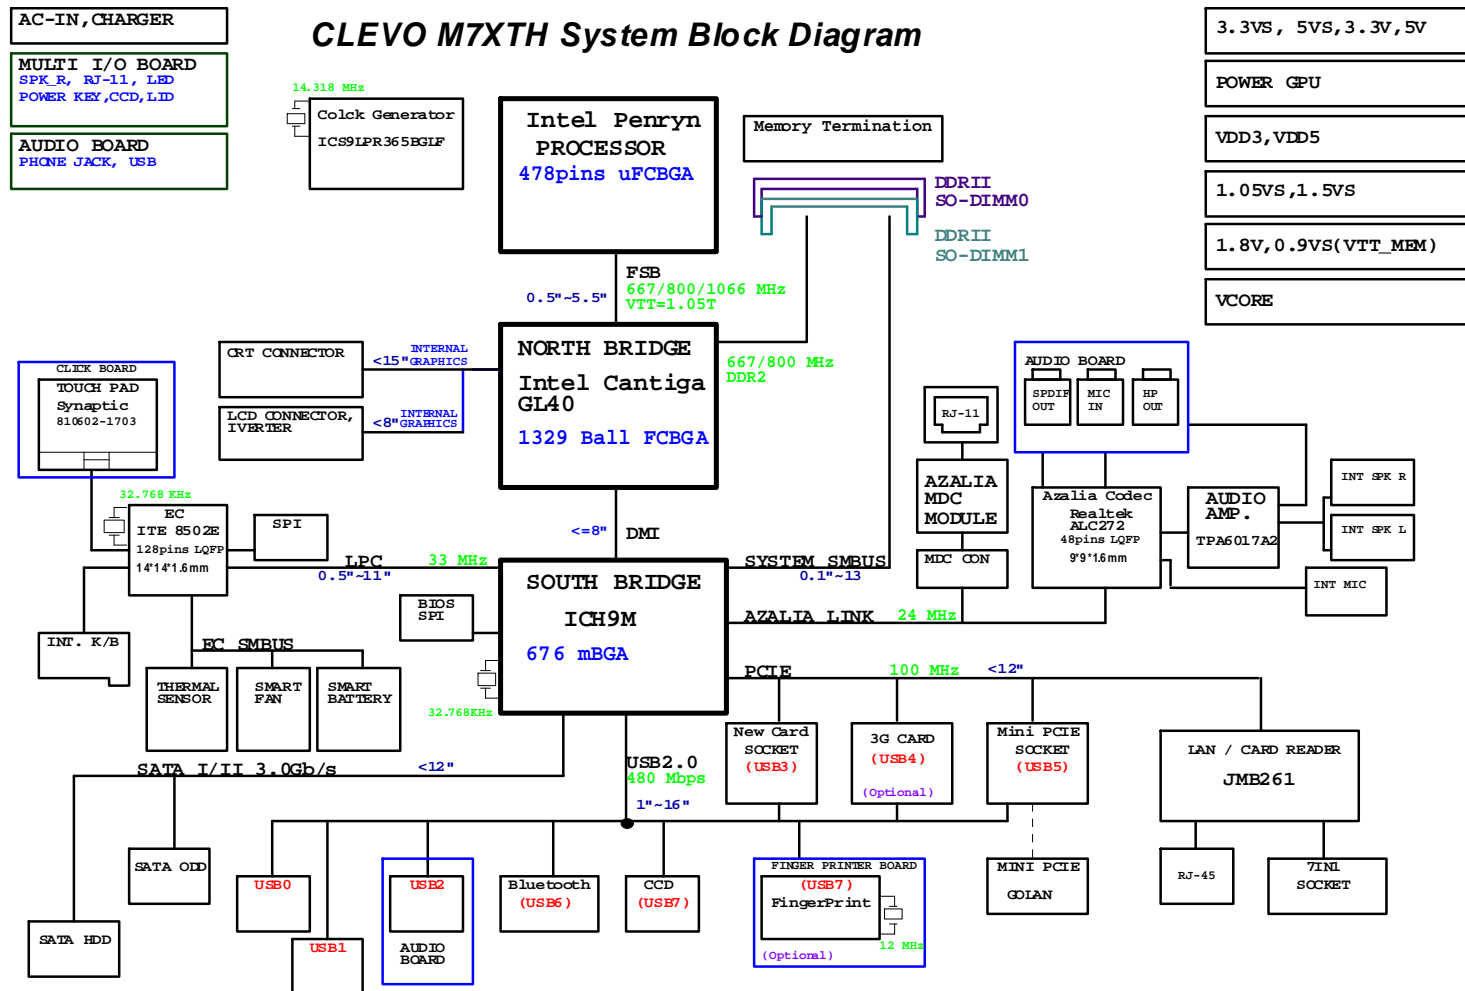 CLEVO M7XTH System Block Diagram
AC-IN,CHARGER
MULTI I/O BOARD
SPK_R, RJ-11, LED
POWER KEY,CCD,LID
AUDIO BOARD
PHONE JACK, USB
14.318 MHz
Colck Generator
ICS9LPR365BGLF
Intel Penryn
PROCESSOR
478pins uFCBGA
Memory Termination
DDRII
SO-DIMM0
DDRII
SO-DIMM1
3.3VS, 5VS,3.3V,5V
POWER GPU
VDD3,VDD5
1.05VS,1.5VS
1.8V,0.9VS(VTT_MEM)
VCORE
FSB
0.5"~5.5"
667/800/1066 MHz
VTT=1.05T
NORTH BRIDGE
Intel Cantiga
GL40
1329 Ball FCBGA
667/800 MHz
DDR2
CRT CONNECTOR
<15"
INTERNAL
GRAPHICS
LCD CONNECTOR,
IVERTER
<8"
INTERNAL
GRAPHICS
CLICK BOARD
TOUCH PAD
Synaptic
810602-1703
32.768 KHz
EC
ITE 8502E
128pins LQFP
14*14*1.6mm
SPI
LPC
33 MHz
0.5"~11"
<=8"
DMI
SOUTH BRIDGE
ICH9M
676 mBGA
BIOS
SPI
32.768KHz
INT. K/B
EC SMBUS
THERMAL
SENSOR
SMART
FAN
SMART
BATTERY
SYSTEM SMBUS
0.1"~13
AZALIA LINK
24 MHz
RJ-11
AZALIA
MDC
MODULE
MDC CON
AUDIO BOARD
SPDIF
OUT
MIC
IN
HP
OUT
Azalia Codec
Realtek
ALC272
48pins LQFP
9*9*1.6mm
AUDIO
AMP.
TPA6017A2
INT SPK R
INT SPK L
INT MIC
PCIE
100 MHz
<12"
New Card
SOCKET
(USB3)
3G CARD
(USB4)
(Optional)
Mini PCIE
SOCKET
(USB5)
LAN / CARD READER
JMB261
SATA I/II 3.0Gb/s
<12"
USB2.0
480 Mbps
1"~16"
SATA ODD
SATA HDD
USB0
USB1
USB2
AUDIO
BOARD
Bluetooth
(USB6)
CCD
(USB7)
FINGER PRINTER BOARD
(USB7)
FingerPrint
12 MHz
(Optional)
MINI PCIE
GOLAN
RJ-45
7IN1
SOCKET